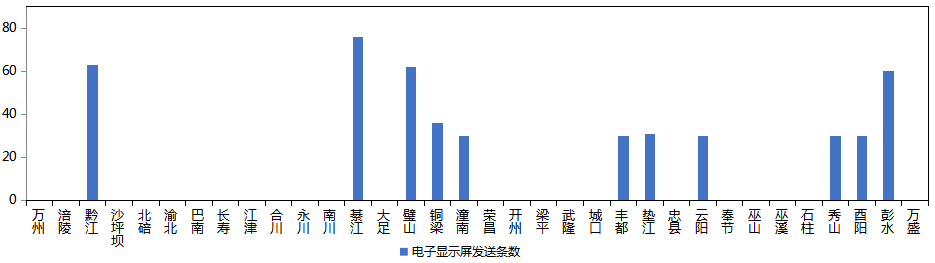 80
60
40
20
0
万州 涪陵 黔江 沙坪坝 北碚 渝北 巴南 长寿 江津 合川 永川 南川 綦江 大足 璧山 铜梁 潼南 荣昌 开州 梁平 武隆 城口 丰都 垫江 忠县 云阳 奉节 巫山 巫溪 石柱 秀山 酉阳 彭水 万盛
电子显示屏发送条数